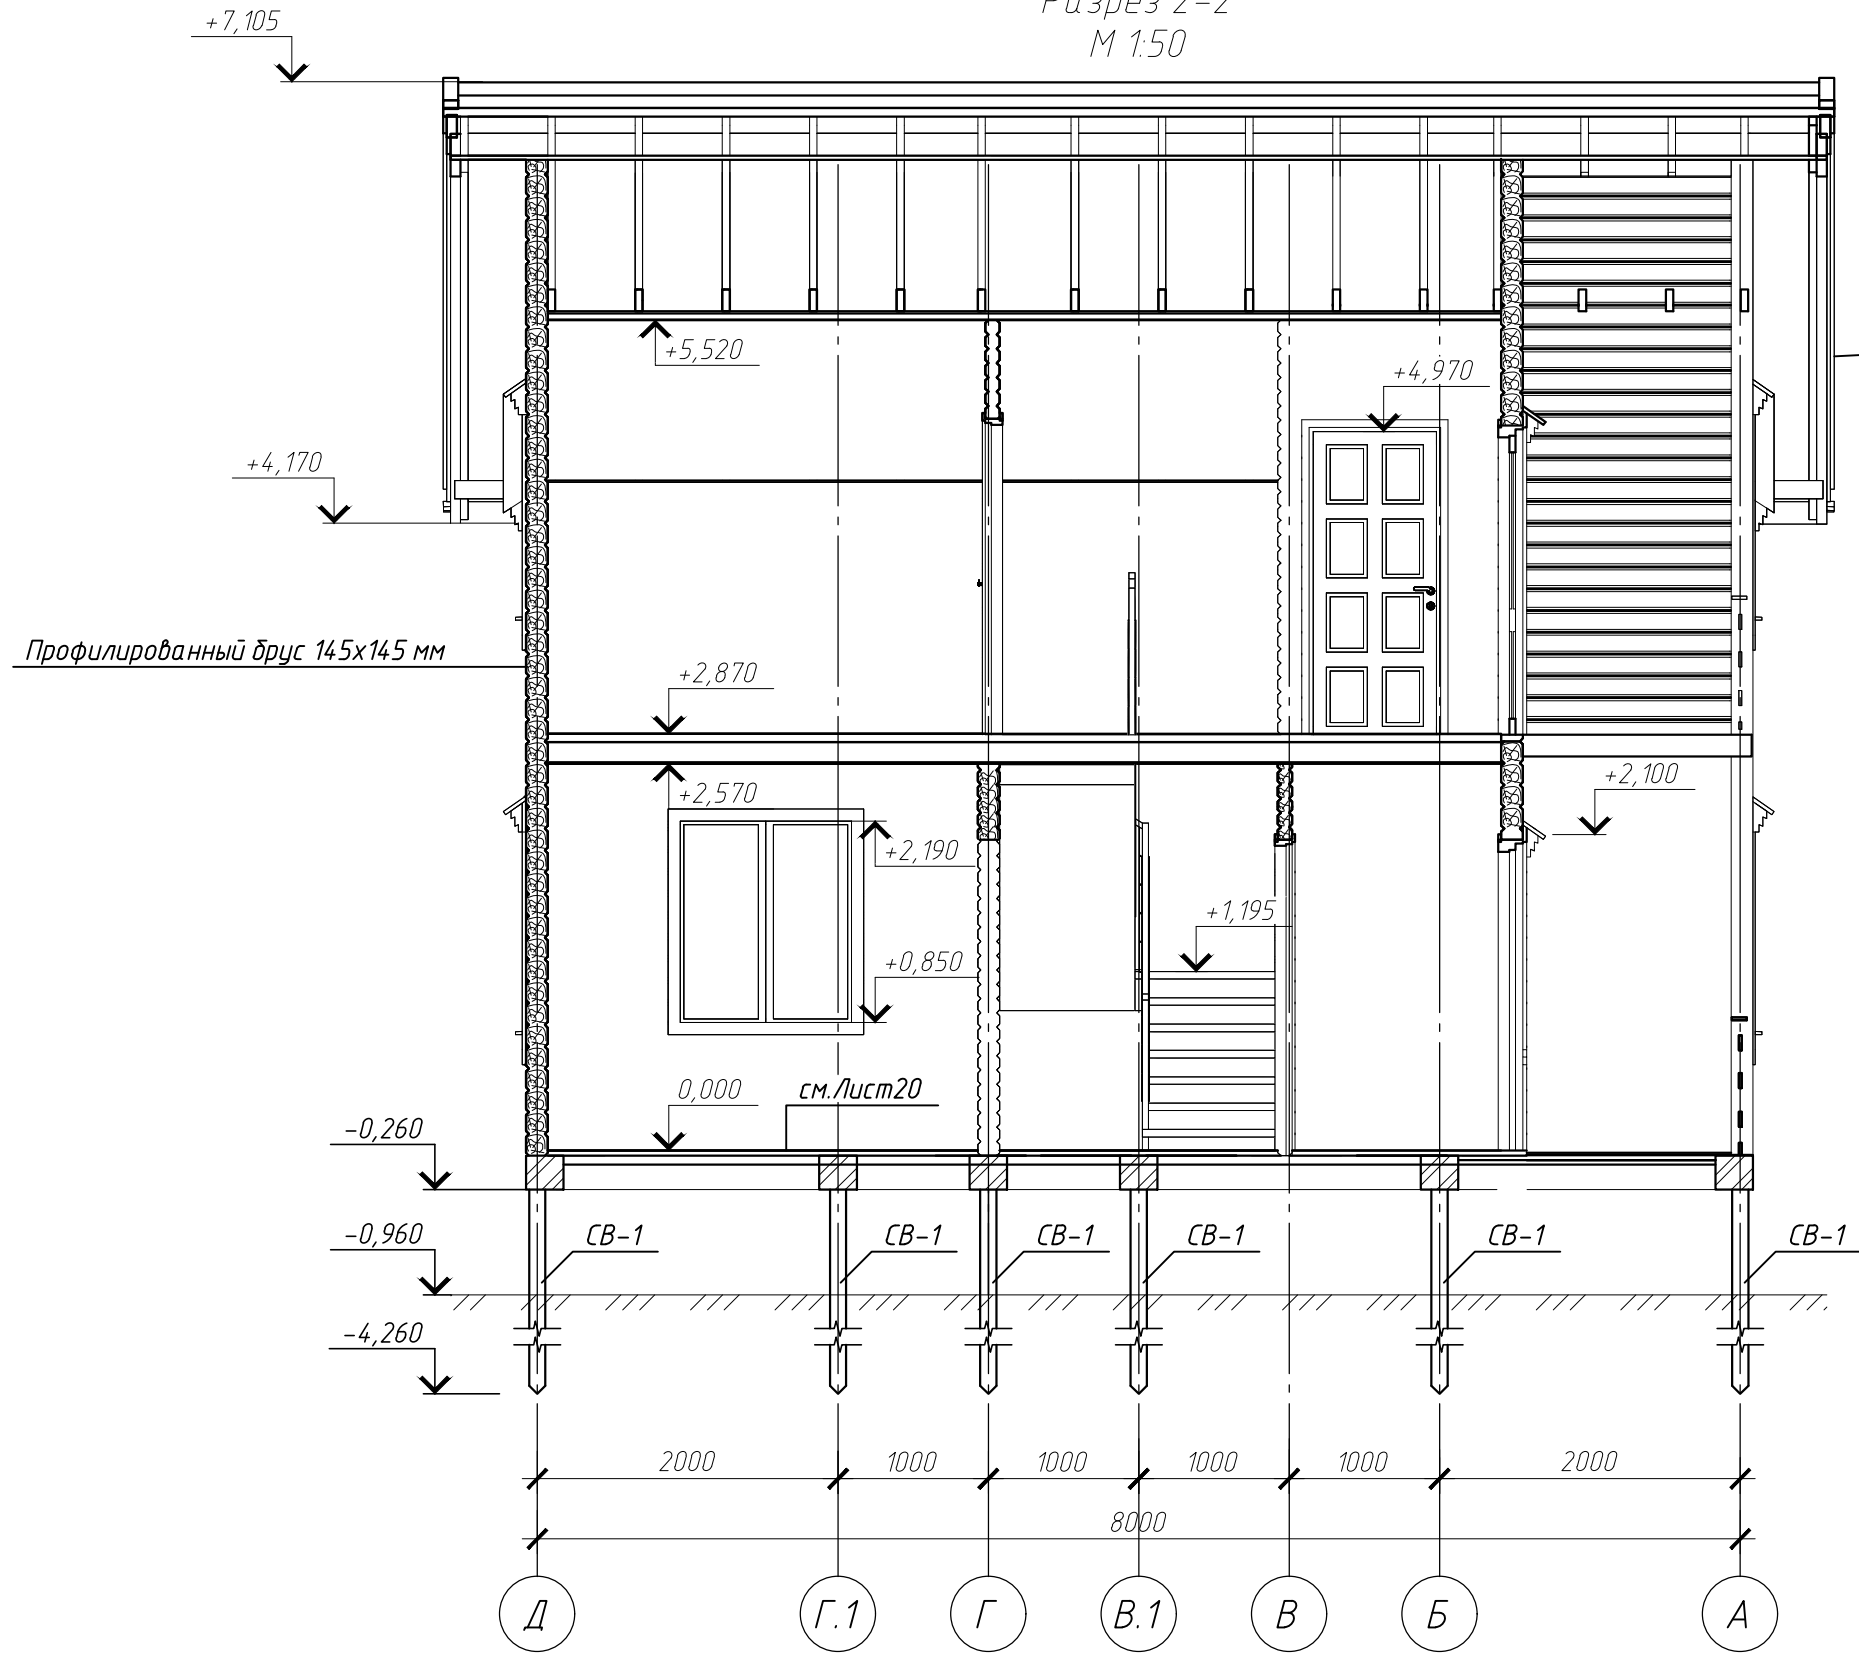 Разрез 2-2
М 1:50
+7,105
+5,520
+4,970
+4,170
Профилированный брус 145х145 мм
+2,870
+2,570
+2,100
+2,190
+1,195
+0,850
0,000
см.Лист20
-0,260
-0,960
СВ-1 СВ-1 СВ-1 СВ-1 СВ-1 СВ-1
-4,260
2000 1000 1000 1000 1000 2000
8000
Д Г.1 Г В.1 В Б А